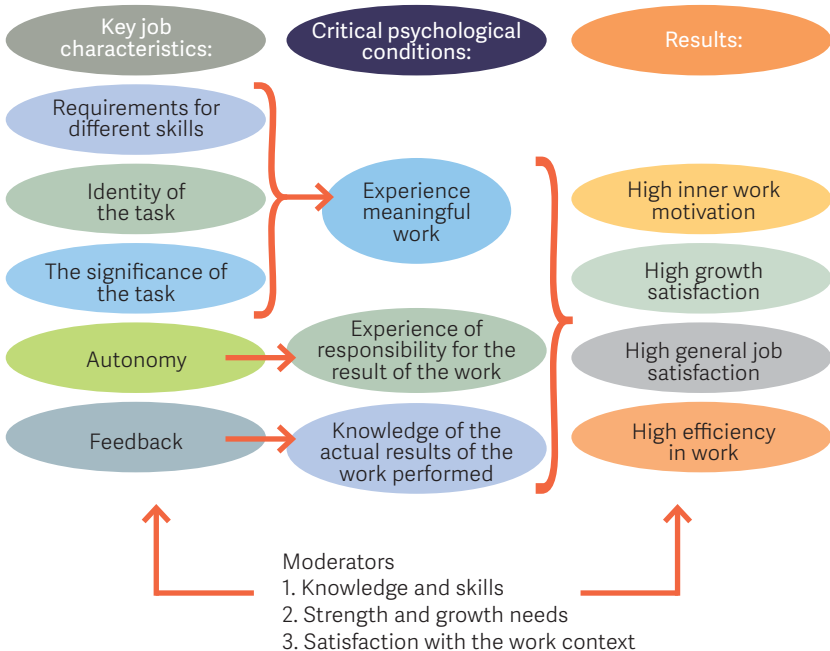 Key job
characteristics:
Critical psychological
conditions:
Results:
Requirements for
different skills
Identity of
the task
The significance of
the task
Autonomy
Feedback
Experience
meaningful
work
Experience of
responsibility for the
result of the work
Knowledge of the
actual results of the
work performed
High inner work
motivation
High growth
satisfaction
High general job
satisfaction
High efficiency
in work
Moderators
1. Knowledge and skills
2. Strength and growth needs
3. Satisfaction with the work context